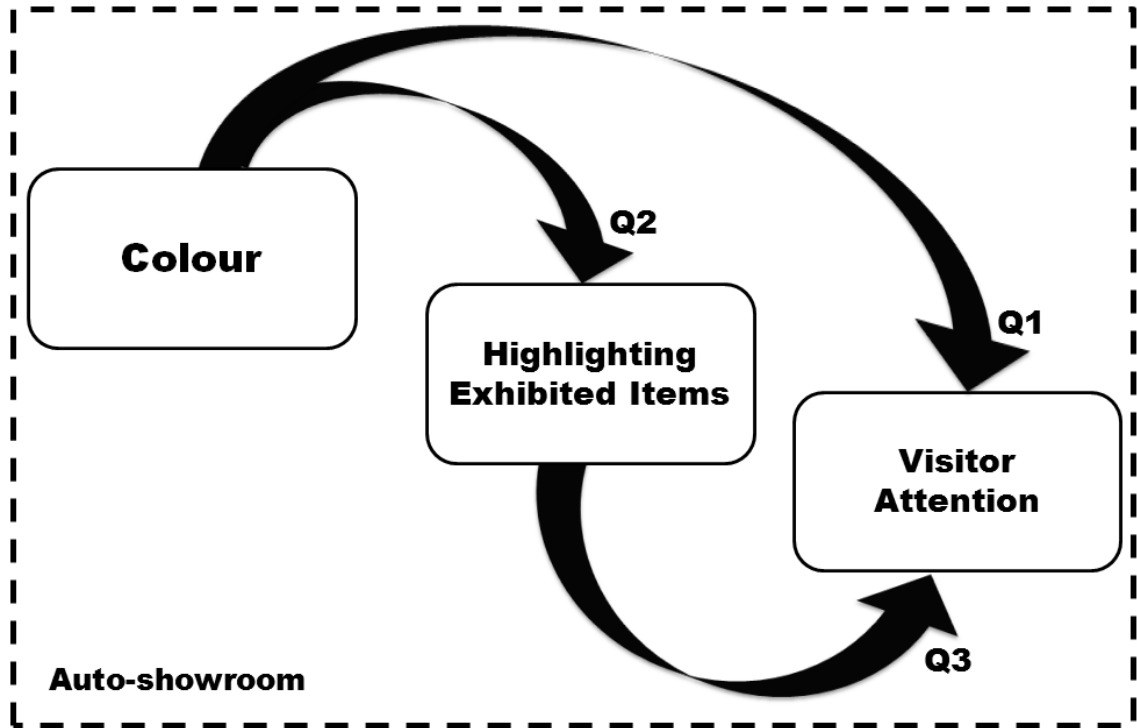 Colour
Q2
Highlighting
Exhibited Items
Q1
Visitor
Attention
Q3
Auto-showroom